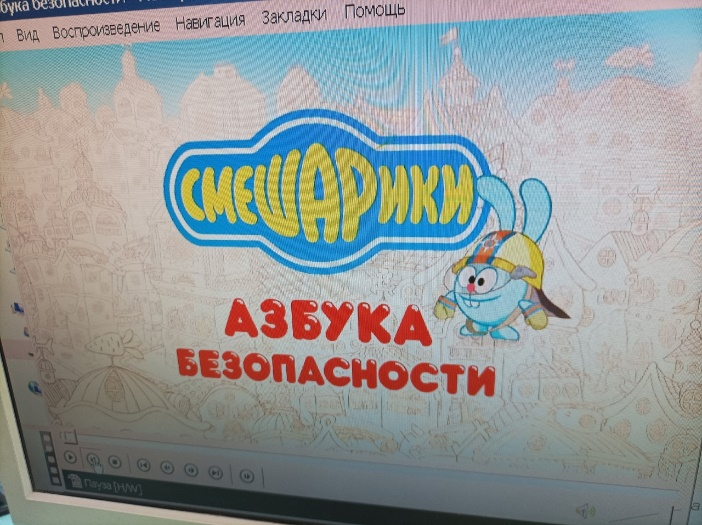 бука безопасности
Вид Воспроизведение Навигация Закладки Помощь
СМЕШАРИКИ
АЗБУКА
БЕЗОПАСНОСТИ
Пауза [H/W]